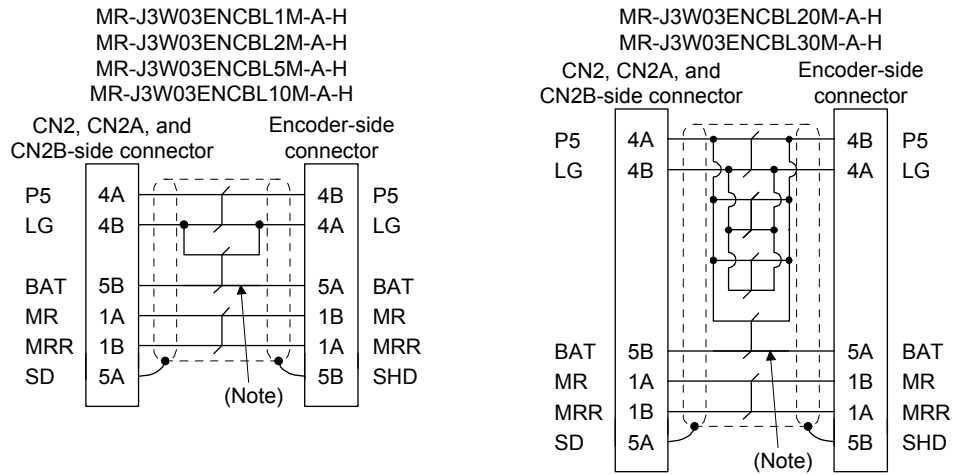 MR-J3W03ENCBL1M-A-H
MR-J3W03ENCBL2M-A-H
MR-J3W03ENCBL5M-A-H
MR-J3W03ENCBL10M-A-H
CN2, CN2A, and
CN2B-side connector
Encoder-side
connector
P5 4A 4B P5
LG 4B 4A LG
BAT 5B 5A BAT
MR 1A 1B MR
MRR 1B 1A MRR
SD 5A 5B SHD
(Note)
MR-J3W03ENCBL20M-A-H
MR-J3W03ENCBL30M-A-H
CN2, CN2A, and
CN2B-side connector
Encoder-side
connector
P5 4A 4B P5
LG 4B 4A LG
BAT 5B 5A BAT
MR 1A 1B MR
MRR 1B 1A MRR
SD 5A 5B SHD
(Note)